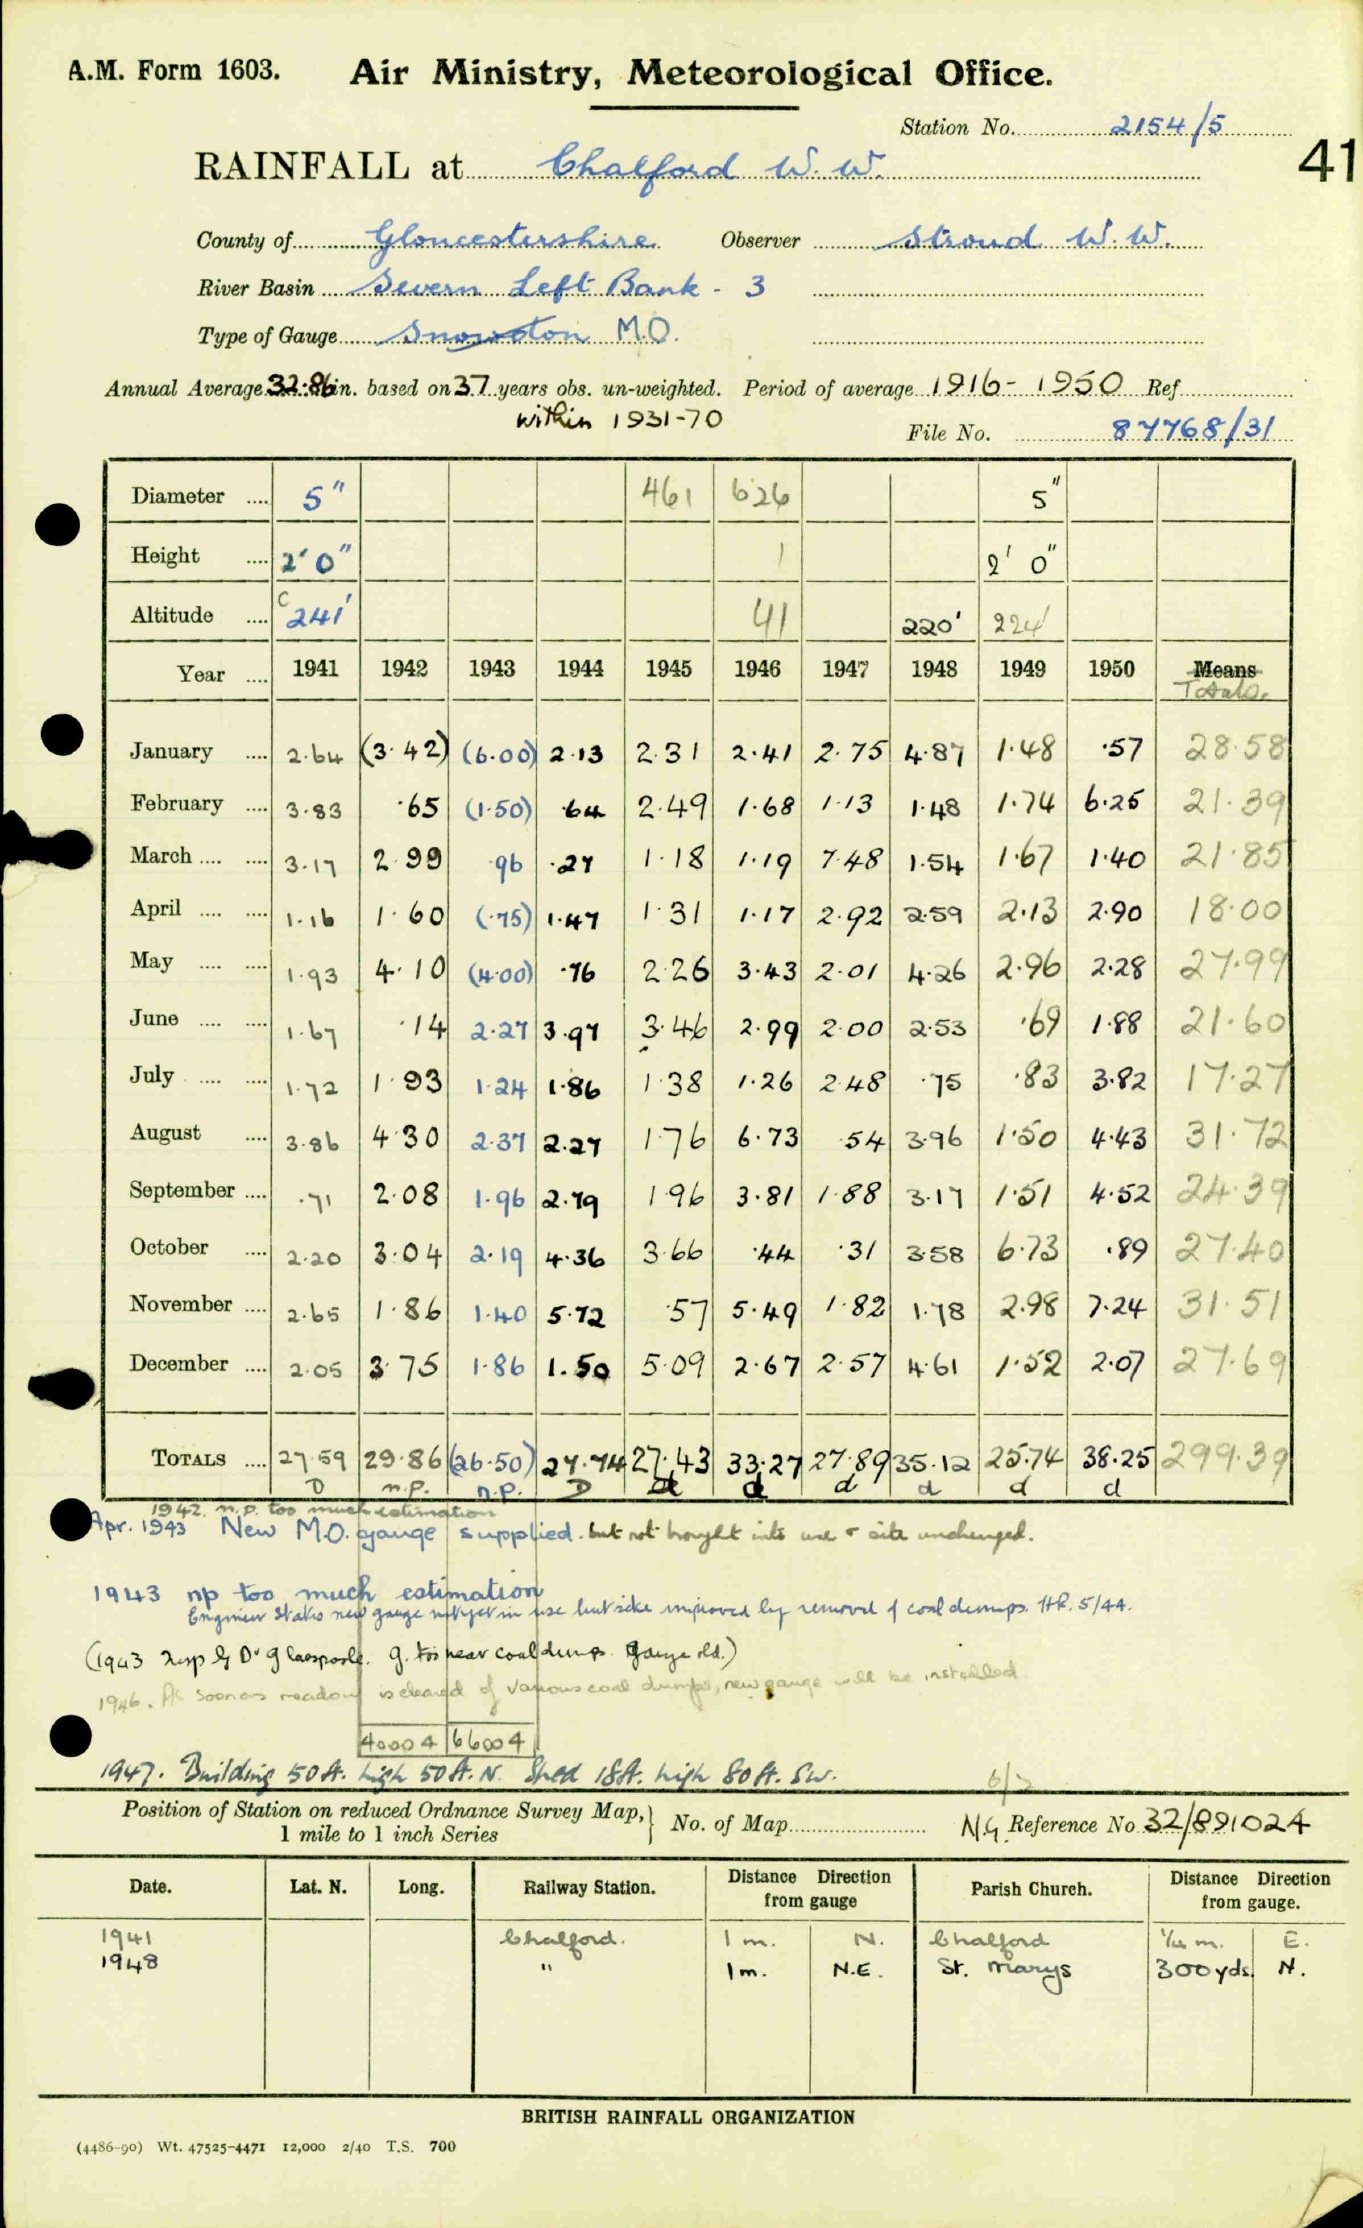 A.M. Form 1603. Air Ministry, Meteorological Office.
Station No. 2154/5
41
RAINFALL at Chalford W. W.
County of Gloucestershire Observer Stroud W. W.
River Basin Severn Left Bank - 3
Type of Gauge Snowdon M.O.
Annual Average 32.86 in. based on 37 years obs. un-weighted. Period of average 1916 - 1950 Ref.
within 1931-70
File No. 87768/31
Diameter .... 5" 461 626 5"
Height .... 2' 0" 1 2' 0"
Altitude .... c 241' 41 220' 224'
Year .... 1941 1942 1943 1944 1945 1946 1947 1948 1949 1950 Means
Totals.
January .... 2.64 (3.42) (6.00) 2.13 2.31 2.41 2.75 4.87 1.48 .57 28.58
February .... 3.83 .65 (1.50) .64 2.49 1.68 1.13 1.48 1.74 6.25 21.39
March .... .... 3.17 2.99 .96 .27 1.18 1.19 7.48 1.54 1.67 1.40 21.85
April .... .... 1.16 1.60 (.75) 1.47 1.31 1.17 2.92 2.59 2.13 2.90 18.00
May .... .... 1.93 4.10 (4.00) .76 2.26 3.43 2.01 4.26 2.96 2.28 27.99
June .... .... 1.67 .14 2.27 3.97 3.46 2.99 2.00 2.53 .69 1.88 21.60
July .... .... 1.72 1.93 1.24 1.86 1.38 1.26 2.48 .75 .83 3.82 17.27
August .... 3.86 4.30 2.37 2.27 1.76 6.73 .54 3.96 1.50 4.43 31.72
September .... .71 2.08 1.96 2.79 1.96 3.81 1.88 3.17 1.51 4.52 24.39
October .... 2.20 3.04 2.19 4.36 3.66 .44 .31 3.58 6.73 .89 27.40
November .... 2.65 1.86 1.40 5.72 .57 5.49 1.82 1.78 2.98 7.24 31.51
December .... 2.05 3.75 1.86 1.50 5.09 2.67 2.57 4.61 1.52 2.07 27.69
TOTALS .... 27.59 29.86 (26.50) 27.74 27.43 33.27 27.89 35.12 25.74 38.25 299.39
D n.p. n.p. D d d d d d d
1942 n.p. too much estimation
Apr. 1943 New M.O. gauge supplied. but not brought into use & site unchanged.
1943 np too much estimation
Engineer states new gauge not yet in use but site improved by removal of coal dumps. 5/44.
(1943 insp by Dr Glasspoole. g. too near coal dump. Gauge old.)
1946. As soon as meadow is cleared of various coal dumps, new gauge will be installed
40004 66004
1947. Building 50 ft. high 50 ft. N. Shed 18 ft. high 80 ft. SW.
Position of Station on reduced Ordnance Survey Map, } No. of Map N.G. Reference No. 32/891024
1 mile to 1 inch Series
Date. Lat. N. Long. Railway Station. Distance from gauge Direction Parish Church. Distance from gauge. Direction
1941 Chalford. 1 m. N. Chalford ¼ m. E.
1948 " 1 m. N.E. St. Marys 300 yds. N.
BRITISH RAINFALL ORGANIZATION
(4486-90) Wt. 47525-4471 12,000 2/40 T.S. 700